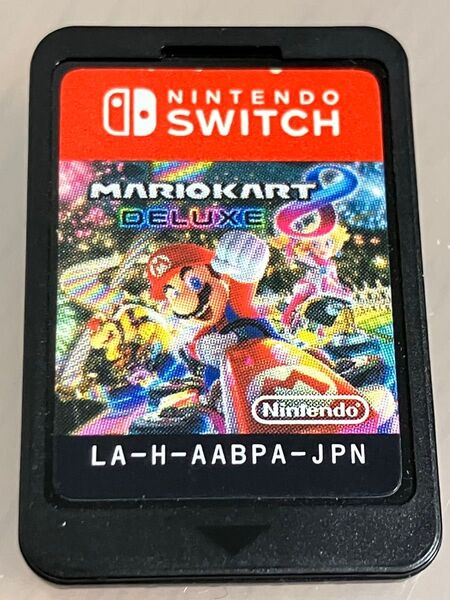 NINTENDO
SWITCH
MARIOKART 8
DELUXE
Nintendo
LA-H-AABPA-JPN